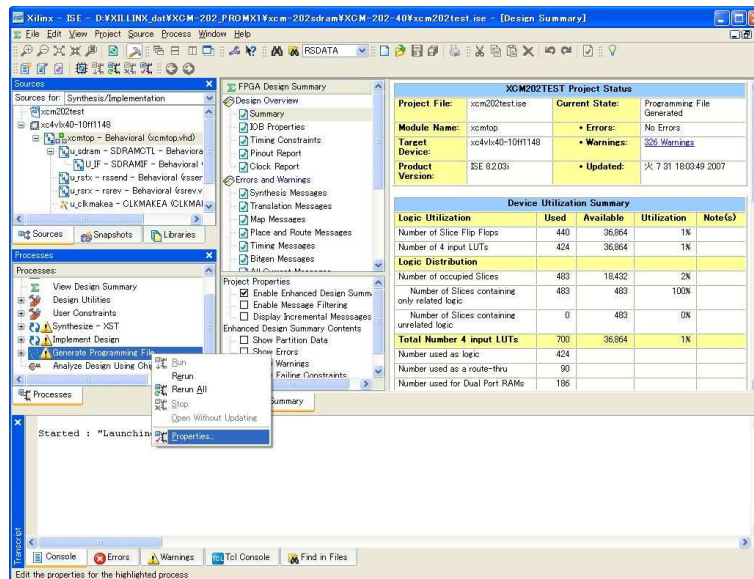 Xilinx - ISE - D:¥XILLINX_dat¥XCM-202_PROMX1¥xcm-202sdram¥XCM-202-40¥xcm202test.ise - [Design Summary]
File Edit View Project Source Process Window Help
RSDATA
Sources
Sources for: Synthesis/Implementation
xcm202test
xc4vlx40-10ff1148
xcmtop - Behavioral (xcmtop.vhd)
u_sdram - SDRAMCTL - Behaviora
U_IF - SDRAMIF - Behavioral
u_rstx - rssend - Behavioral (rsser
u_rsrx - rsrev - Behavioral (rsrev.v
u_clkmakea - CLKMAKEA (CLKMA
Sources Snapshots Libraries
Processes
Processes:
View Design Summary
Design Utilities
User Constraints
Synthesize - XST
Implement Design
Generate Programming File
Analyze Design Using Chi
Processes
Run
Rerun
Rerun All
Stop
Open Without Updating
Properties...
FPGA Design Summary
Design Overview
Summary
IOB Properties
Timing Constraints
Pinout Report
Clock Report
Errors and Warnings
Synthesis Messages
Translation Messages
Map Messages
Place and Route Messages
Timing Messages
Bitgen Messages
All Current Messages
Project Properties
Enable Enhanced Design Summ
Enable Message Filtering
Display Incremental Messsages
Enhanced Design Summary Contents
Show Partition Data
Show Errors
Warnings
Failing Constraints
Summary
XCM202TEST Project Status
Project File: xcm202test.ise Current State: Programming File Generated
Module Name: xcmtop • Errors: No Errors
Target Device: xc4vlx40-10ff1148 • Warnings: 326 Warnings
Product Version: ISE 8.2.03i • Updated: 火 7 31 18:03:49 2007
Device Utilization Summary
Logic Utilization Used Available Utilization Note(s)
Number of Slice Flip Flops 440 36,864 1%
Number of 4 input LUTs 424 36,864 1%
Logic Distribution
Number of occupied Slices 483 18,432 2%
Number of Slices containing only related logic 483 483 100%
Number of Slices containing unrelated logic 0 483 0%
Total Number 4 input LUTs 700 36,864 1%
Number used as logic 424
Number used as a route-thru 90
Number used for Dual Port RAMs 186
Started : "Launchin
Transcript
Console Errors Warnings Tcl Console Find in Files
Edit the properties for the highlighted process